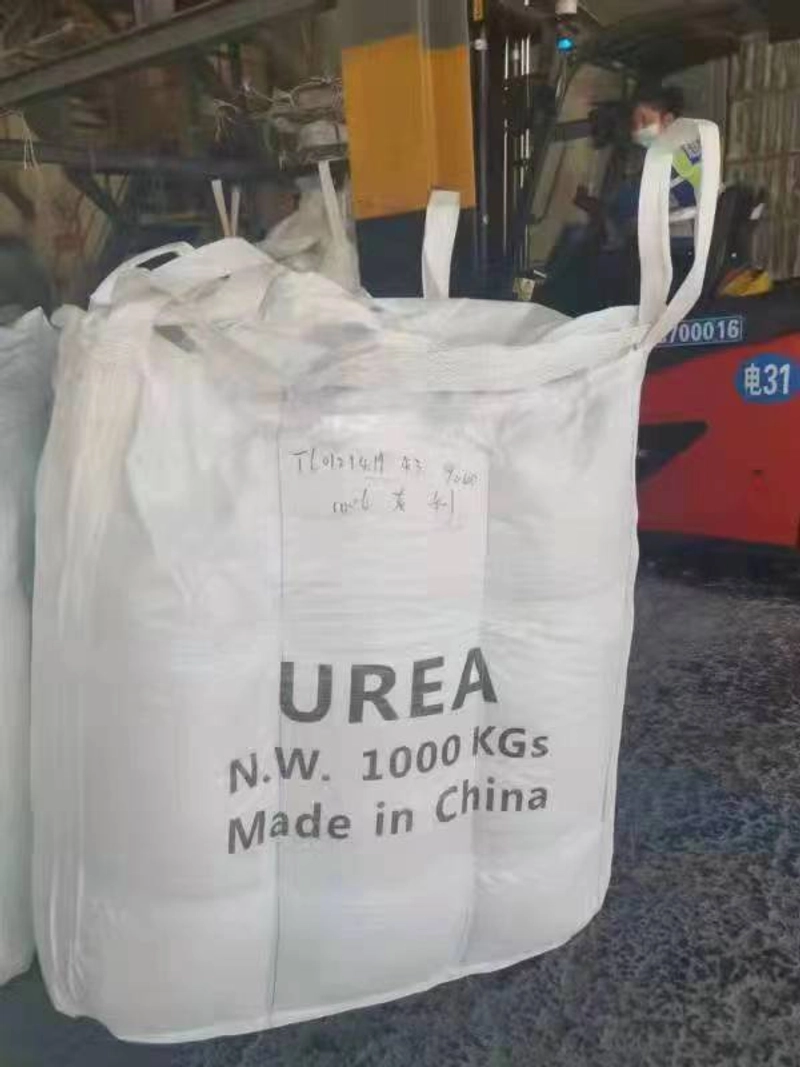 700016
电31
UREA
N.W. 1000 KGs
Made in China